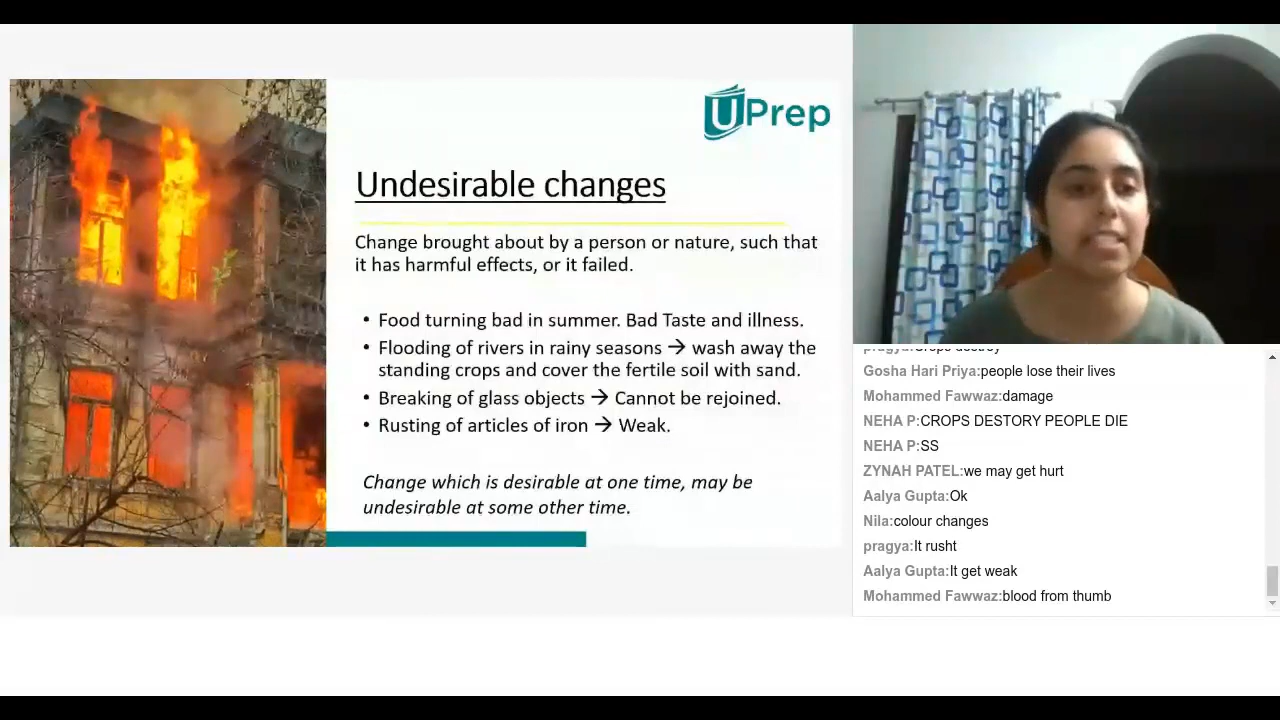 UPrep
Undesirable changes
Change brought about by a person or nature, such that
it has harmful effects, or it failed.
• Food turning bad in summer. Bad Taste and illness.
• Flooding of rivers in rainy seasons → wash away the
standing crops and cover the fertile soil with sand.
• Breaking of glass objects → Cannot be rejoined.
• Rusting of articles of iron → Weak.
Change which is desirable at one time, may be
undesirable at some other time.
pragya:Crops destroy
Gosha Hari Priya:people lose their lives
Mohammed Fawwaz:damage
NEHA P:CROPS DESTORY PEOPLE DIE
NEHA P:SS
ZYNAH PATEL:we may get hurt
Aalya Gupta:Ok
Nila:colour changes
pragya:It rusht
Aalya Gupta:It get weak
Mohammed Fawwaz:blood from thumb